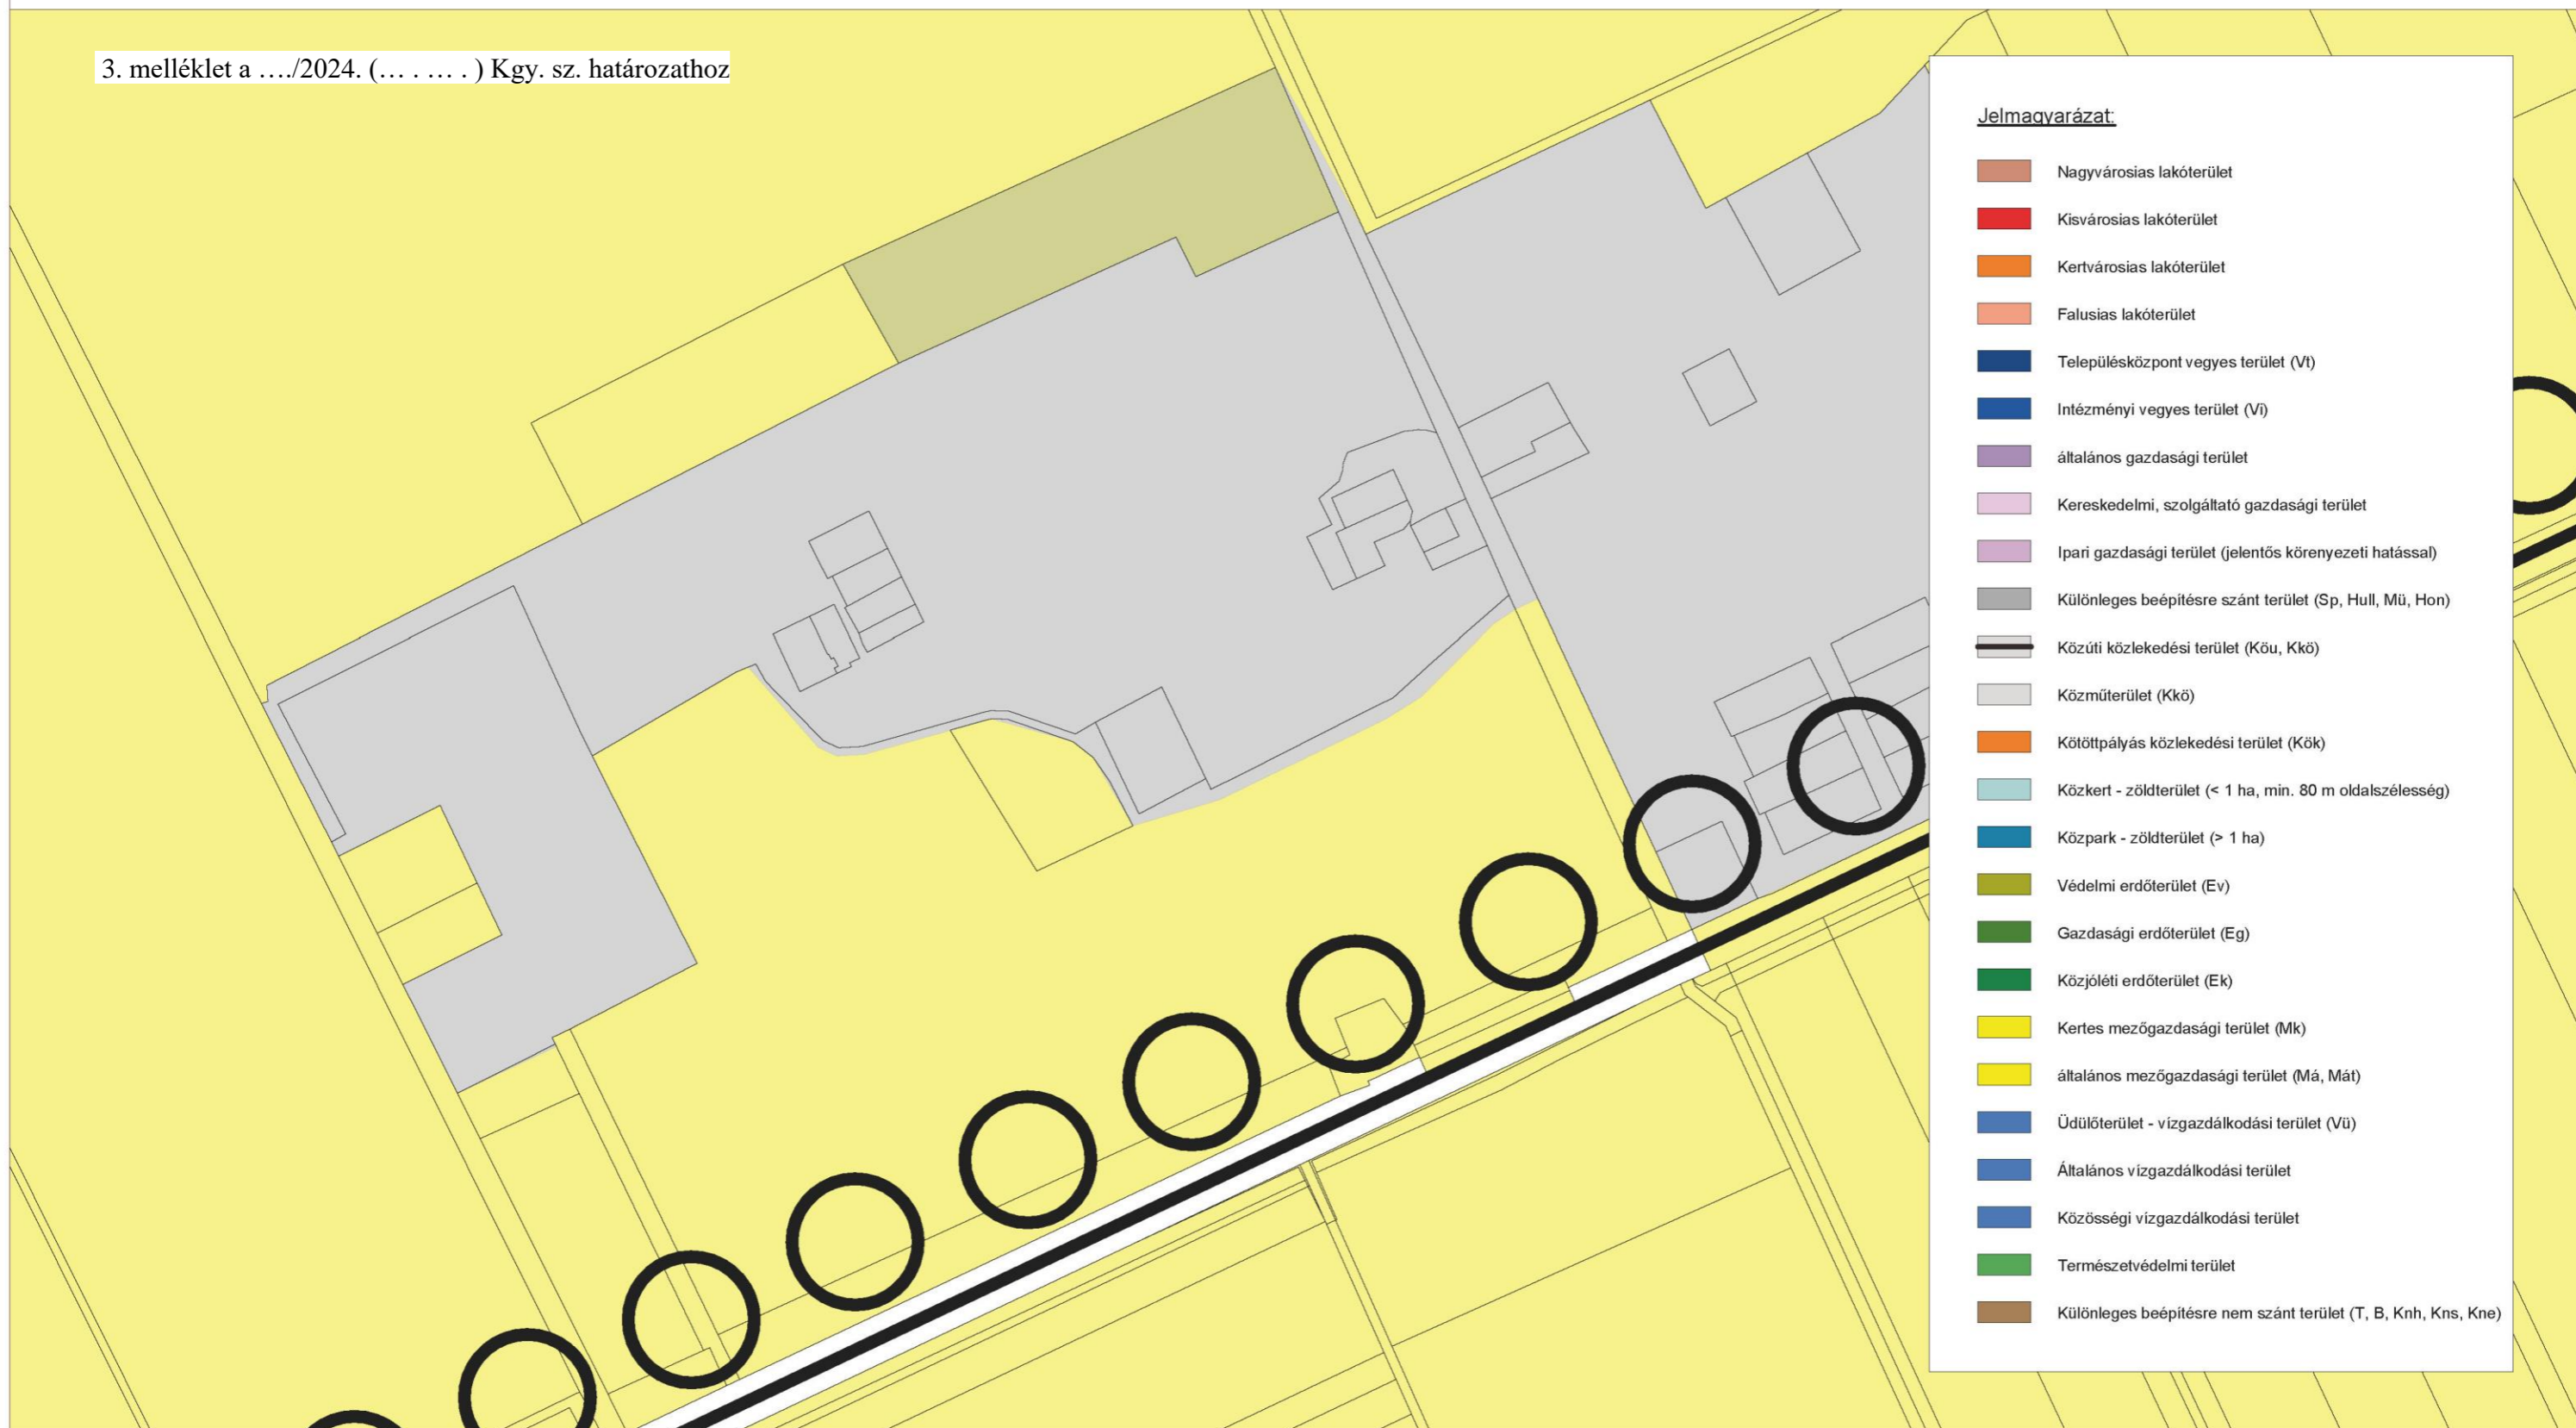 3. melléklet a …./2024. (… . … . ) Kgy. sz. határozathoz
Jelmagyarázat:
Nagyvárosias lakóterület
Kisvárosias lakóterület
Kertvárosias lakóterület
Falusias lakóterület
Településközpont vegyes terület (Vt)
Intézményi vegyes terület (Vi)
általános gazdasági terület
Kereskedelmi, szolgáltató gazdasági terület
Ipari gazdasági terület (jelentős körenyezeti hatással)
Különleges beépítésre szánt terület (Sp, Hull, Mü, Hon)
Közúti közlekedési terület (Köu, Kkö)
Közműterület (Kkö)
Kötöttpályás közlekedési terület (Kök)
Közkert - zöldterület (< 1 ha, min. 80 m oldalszélesség)
Közpark - zöldterület (> 1 ha)
Védelmi erdőterület (Ev)
Gazdasági erdőterület (Eg)
Közjóléti erdőterület (Ek)
Kertes mezőgazdasági terület (Mk)
általános mezőgazdasági terület (Má, Mát)
Üdülőterület - vízgazdálkodási terület (Vü)
Általános vízgazdálkodási terület
Közösségi vízgazdálkodási terület
Természetvédelmi terület
Különleges beépítésre nem szánt terület (T, B, Knh, Kns, Kne)